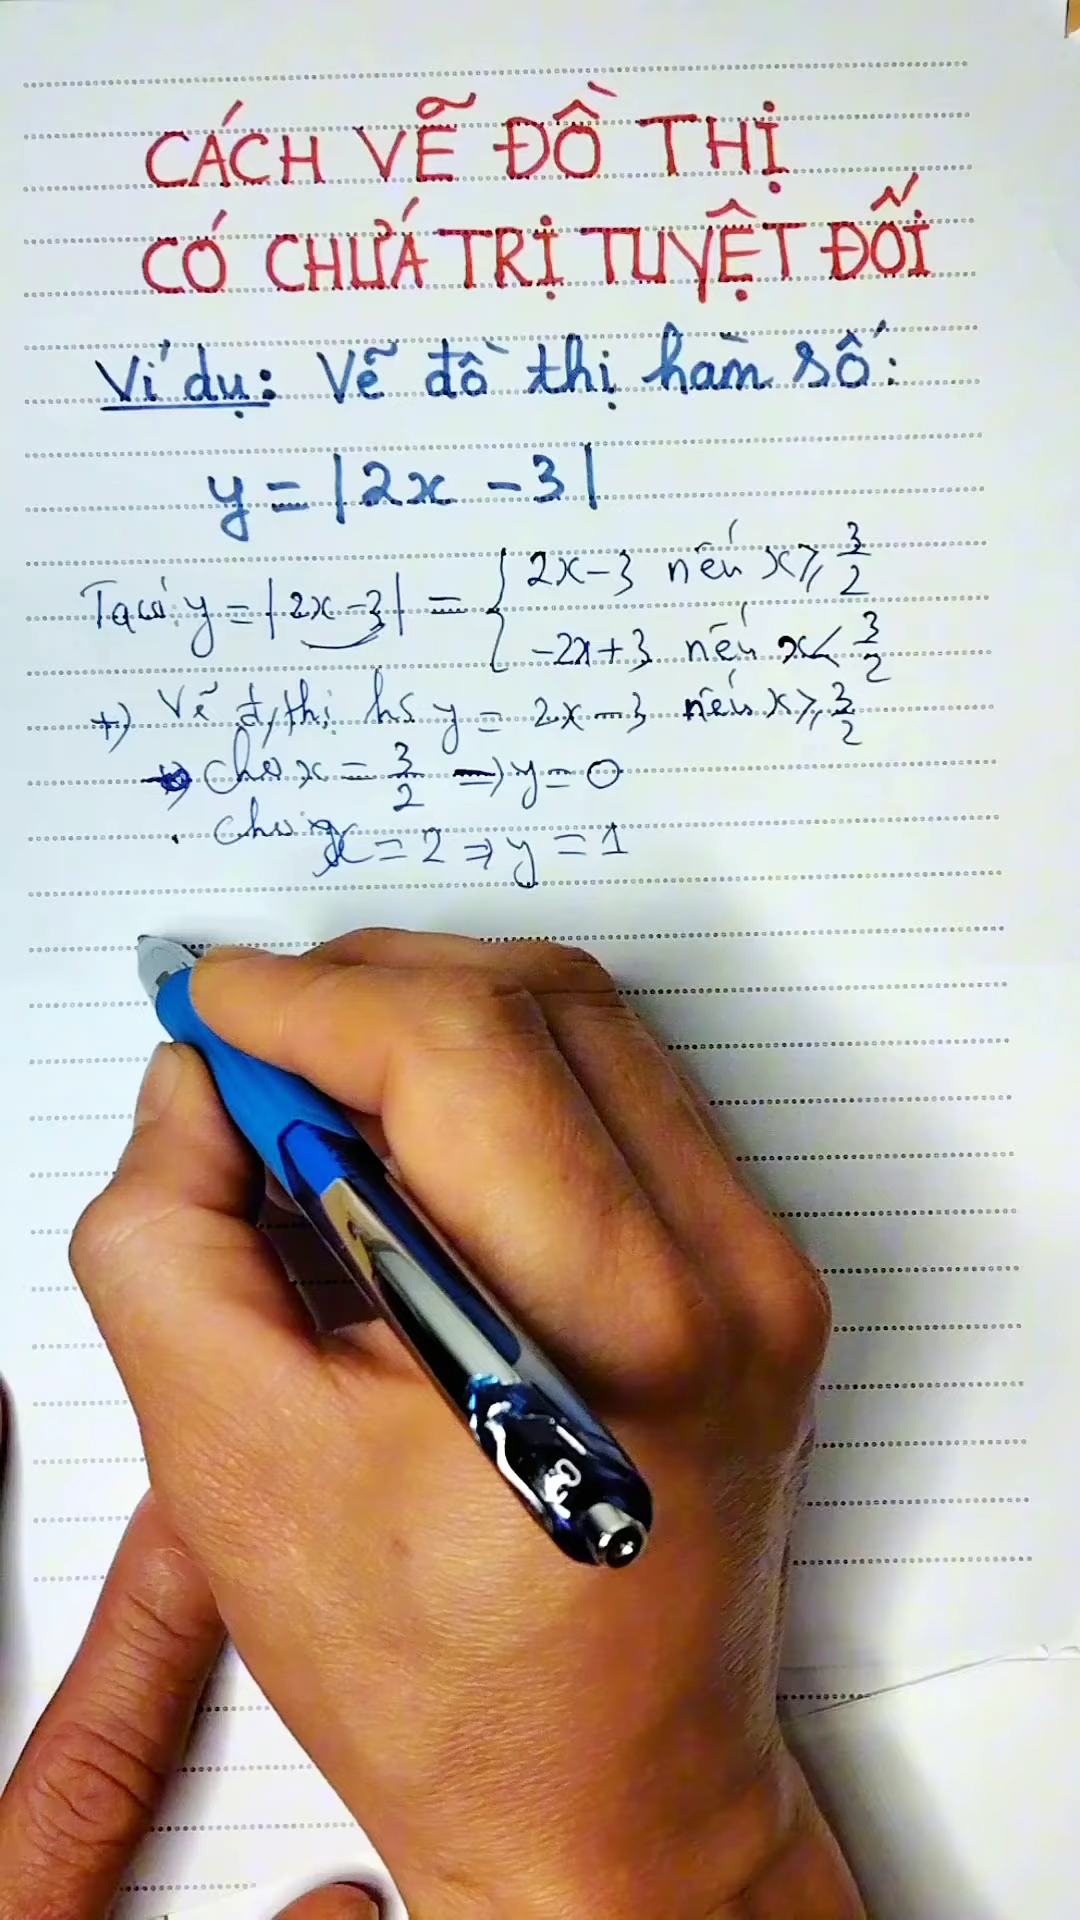 CÁCH VẼ ĐỒ THỊ
CÓ CHỨA TRỊ TUYỆT ĐỐI
Ví dụ: Vẽ đồ thị hàm số:
y = |2x - 3|
Ta có: y = |2x - 3| = { 2x - 3 nếu x ≥ 3/2
-2x + 3 nếu x < 3/2
+) Vẽ đ, thị hs y = 2x - 3 nếu x ≥ 3/2
cho x = 3/2 => y = 0
. cho x = 2 => y = 1